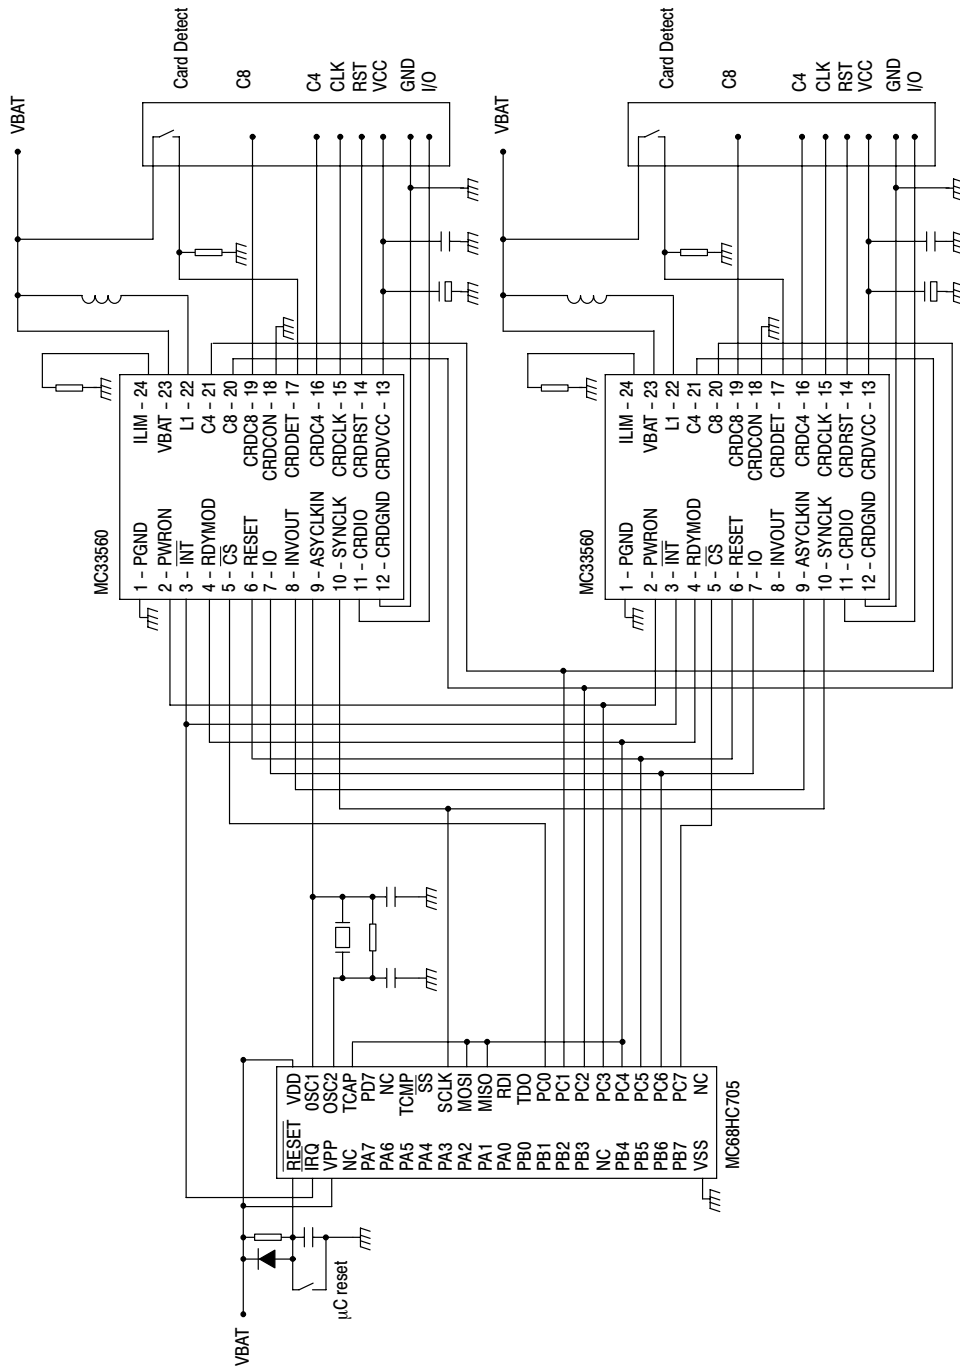 VBAT
Card Detect
C8
C4
CLK
RST
VCC
GND
I/O
MC33560
1 - PGND
2 - PWRON
3 - INT
4 - RDYMOD
5 - CS
6 - RESET
7 - IO
8 - INVOUT
9 - ASYCLKIN
10 - SYNCLK
11 - CRDIO
12 - CRDGND
ILIM - 24
VBAT - 23
L1 - 22
C4 - 21
C8 - 20
CRDC8 - 19
CRDCON - 18
CRDDET - 17
CRDC4 - 16
CRDCLK - 15
CRDRST - 14
CRDVCC - 13
VBAT
Card Detect
C8
C4
CLK
RST
VCC
GND
I/O
MC33560
1 - PGND
2 - PWRON
3 - INT
4 - RDYMOD
5 - CS
6 - RESET
7 - IO
8 - INVOUT
9 - ASYCLKIN
10 - SYNCLK
11 - CRDIO
12 - CRDGND
ILIM - 24
VBAT - 23
L1 - 22
C4 - 21
C8 - 20
CRDC8 - 19
CRDCON - 18
CRDDET - 17
CRDC4 - 16
CRDCLK - 15
CRDRST - 14
CRDVCC - 13
VBAT
μC reset
RESET
IRQ
VPP
NC
PA7
PA6
PA5
PA4
PA3
PA2
PA1
PA0
PB0
PB1
PB2
PB3
NC
PB4
PB5
PB6
PB7
VSS
VDD
0SC1
OSC2
TCAP
PD7
NC
TCMP
SS
SCLK
MOSI
MISO
RDI
TDO
PC0
PC1
PC2
PC3
PC4
PC5
PC6
PC7
NC
MC68HC705